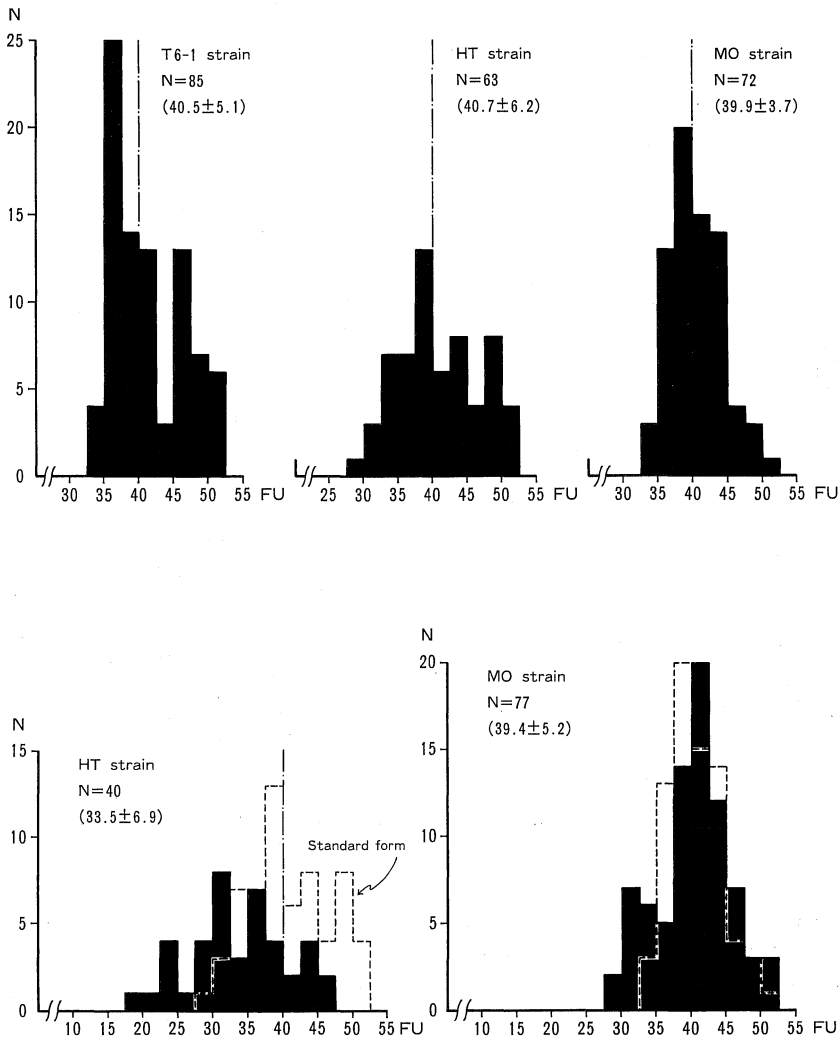 N
25
20
15
10
5
0
T6-1 strain
N=85
(40.5±5.1)
30 35 40 45 50 55 FU
HT strain
N=63
(40.7±6.2)
25 30 35 40 45 50 55 FU
MO strain
N=72
(39.9±3.7)
30 35 40 45 50 55 FU
N
15
10
5
0
HT strain
N=40
(33.5±6.9)
Standard form
10 15 20 25 30 35 40 45 50 55 FU
N
20
15
10
5
0
MO strain
N=77
(39.4±5.2)
10 15 20 25 30 35 40 45 50 55 FU